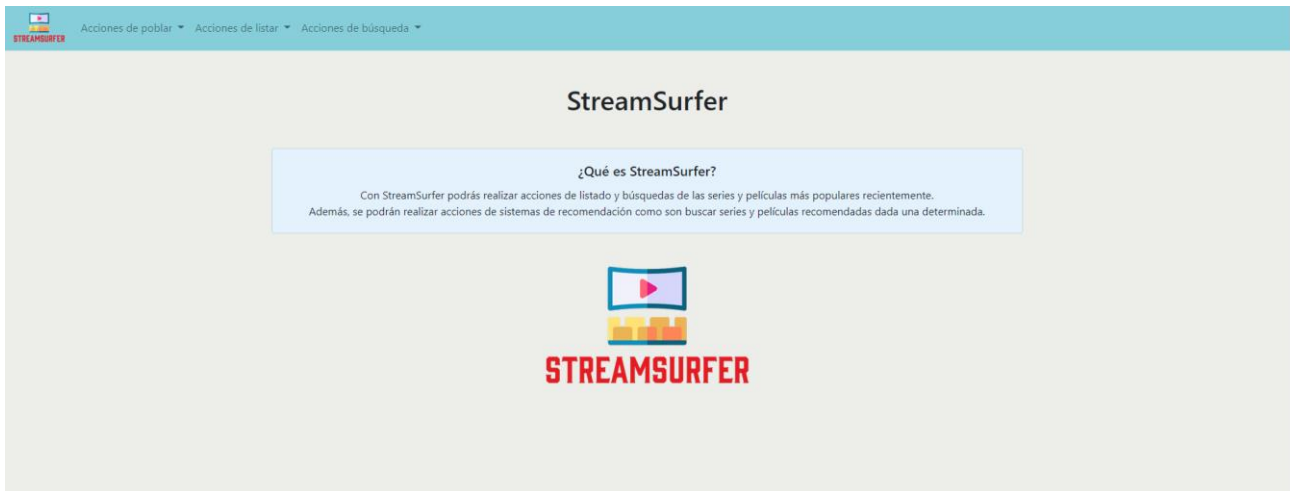 STREAMSURFER
Acciones de poblar Acciones de listar Acciones de búsqueda
StreamSurfer
¿Qué es StreamSurfer?
Con StreamSurfer podrás realizar acciones de listado y búsquedas de las series y películas más populares recientemente.
Además, se podrán realizar acciones de sistemas de recomendación como son buscar series y películas recomendadas dada una determinada.
STREAMSURFER